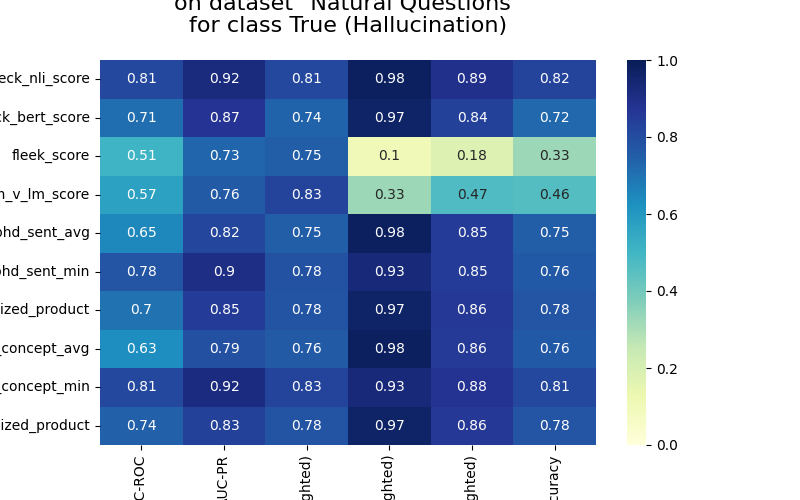 on dataset "Natural Questions"
for class True (Hallucination)
eck_nli_score 0.81 0.92 0.81 0.98 0.89 0.82
ck_bert_score 0.71 0.87 0.74 0.97 0.84 0.72
fleek_score 0.51 0.73 0.75 0.1 0.18 0.33
n_v_lm_score 0.57 0.76 0.83 0.33 0.47 0.46
phd_sent_avg 0.65 0.82 0.75 0.98 0.85 0.75
phd_sent_min 0.78 0.9 0.78 0.93 0.85 0.76
ized_product 0.7 0.85 0.78 0.97 0.86 0.78
_concept_avg 0.63 0.79 0.76 0.98 0.86 0.76
_concept_min 0.81 0.92 0.83 0.93 0.88 0.81
ized_product 0.74 0.83 0.78 0.97 0.86 0.78
C-ROC
UC-PR
ghted)
ghted)
ghted)
curacy
1.0
0.8
0.6
0.4
0.2
0.0